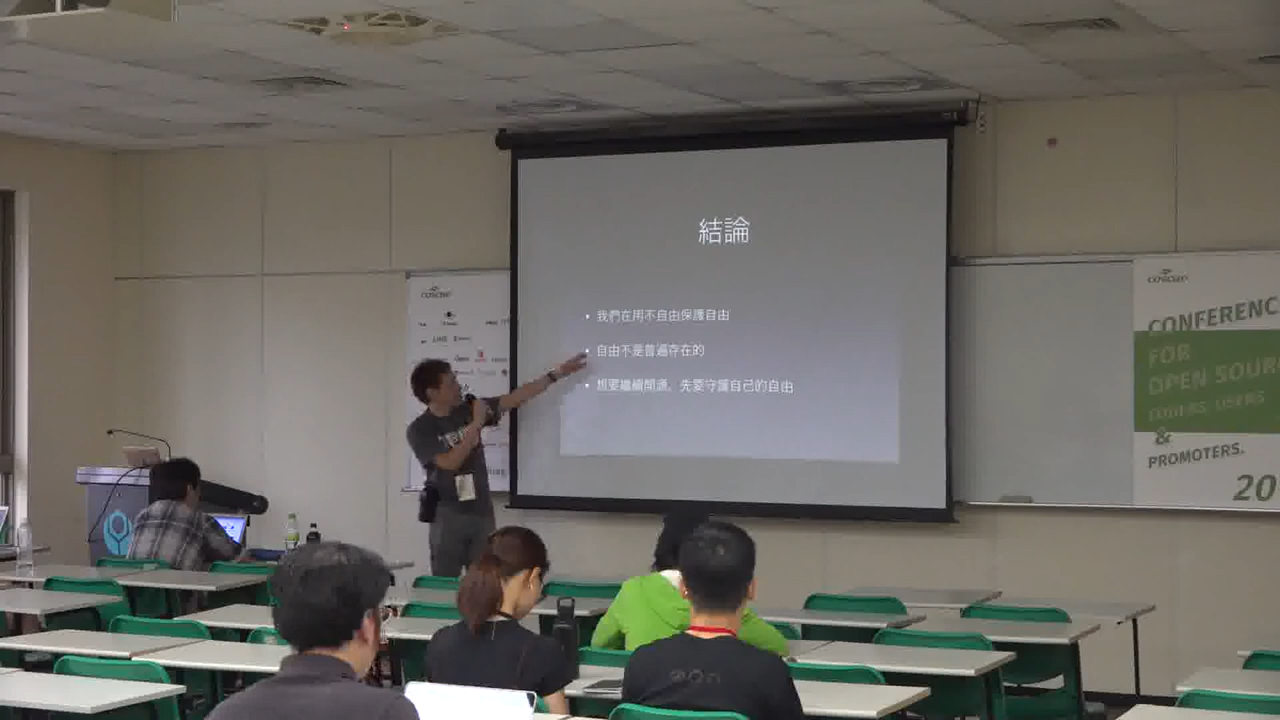 結論
• 我們在用不自由保護自由
• 自由不是普遍存在的
• 想要繼續開源，先要守護自己的自由
COSCUP
COSCUP
CONFERENC
FOR
OPEN SOUR
CODERS, USERS
&
PROMOTERS.
20